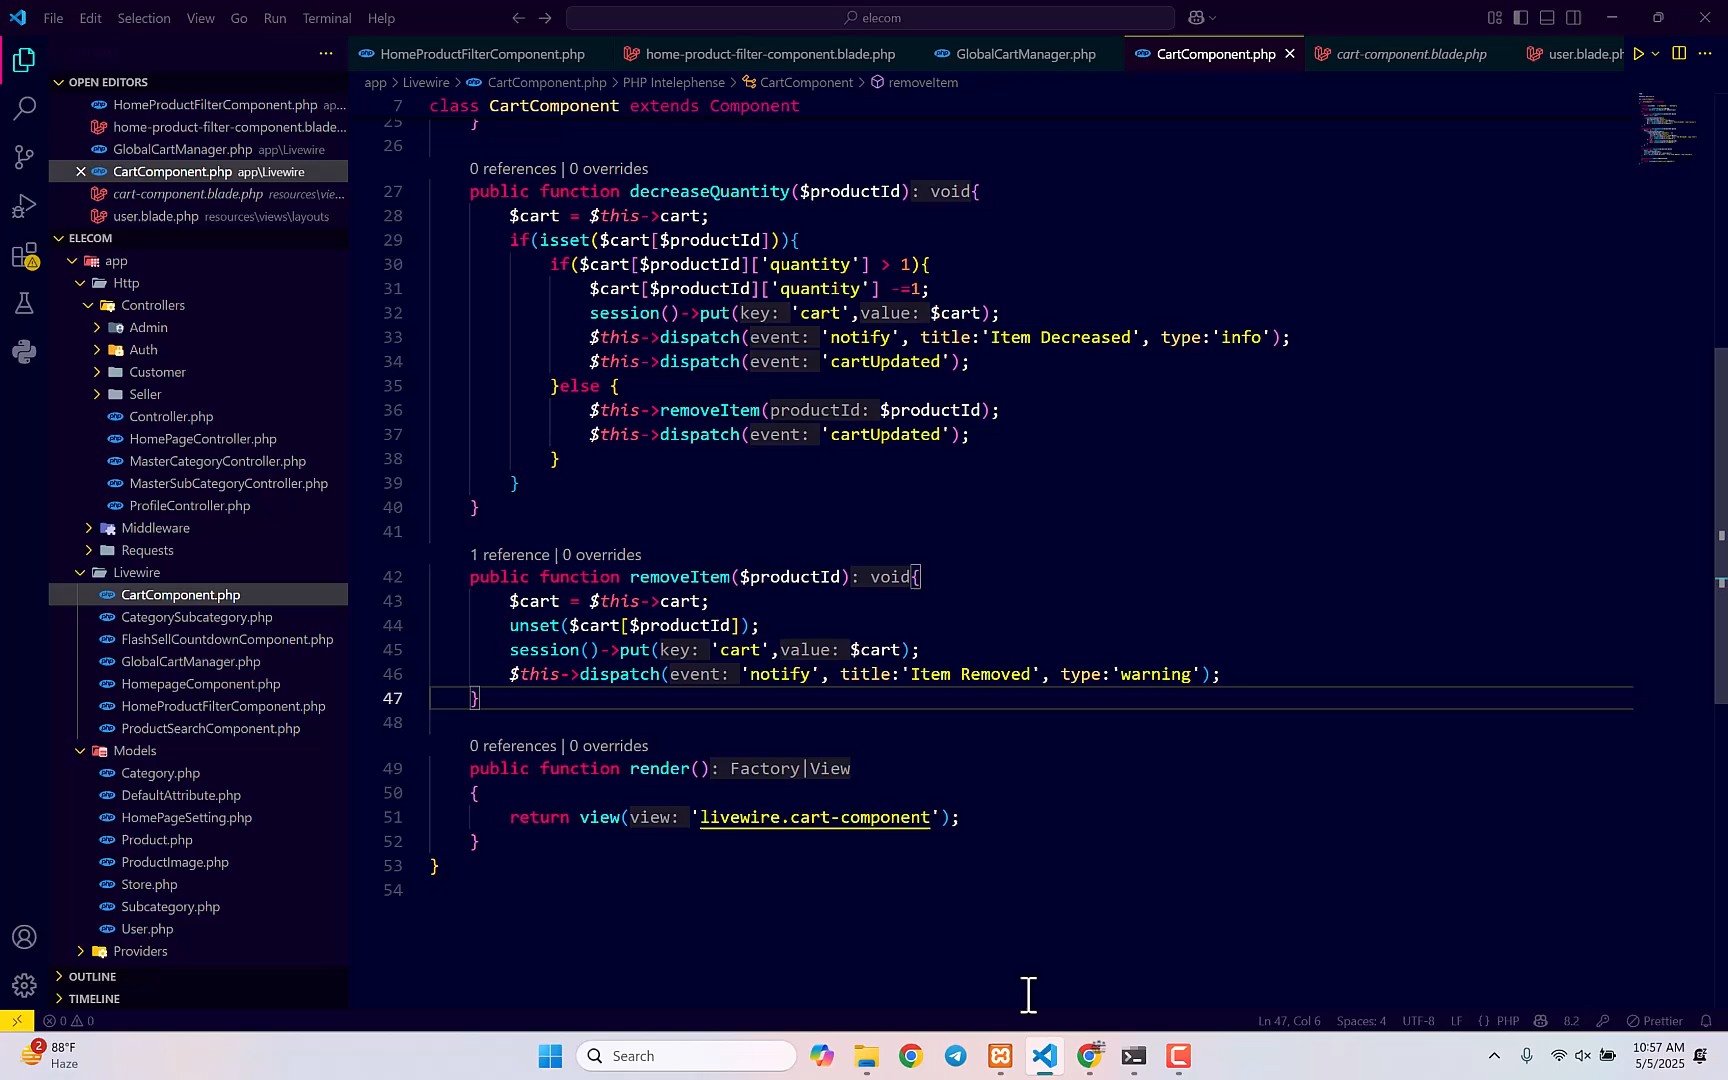 File Edit Selection View Go Run Terminal Help
elecom
HomeProductFilterComponent.php
home-product-filter-component.blade.php
GlobalCartManager.php
CartComponent.php
cart-component.blade.php
user.blade.ph
app > Livewire > CartComponent.php > PHP Intelephense > CartComponent > removeItem
OPEN EDITORS
HomeProductFilterComponent.php ap...
home-product-filter-component.blade...
GlobalCartManager.php app\Livewire
CartComponent.php app\Livewire
cart-component.blade.php resources\vie...
user.blade.php resources\views\layouts
ELECOM
app
Http
Controllers
Admin
Auth
Customer
Seller
Controller.php
HomePageController.php
MasterCategoryController.php
MasterSubCategoryController.php
ProfileController.php
Middleware
Requests
Livewire
CartComponent.php
CategorySubcategory.php
FlashSellCountdownComponent.php
GlobalCartManager.php
HomepageComponent.php
HomeProductFilterComponent.php
ProductSearchComponent.php
Models
Category.php
DefaultAttribute.php
HomePageSetting.php
Product.php
ProductImage.php
Store.php
Subcategory.php
User.php
Providers
OUTLINE
TIMELINE
7 class CartComponent extends Component
25 }
26
0 references | 0 overrides
27 public function decreaseQuantity($productId): void{
28 $cart = $this->cart;
29 if(isset($cart[$productId])){
30 if($cart[$productId]['quantity'] > 1){
31 $cart[$productId]['quantity'] -=1;
32 session()->put(key: 'cart',value: $cart);
33 $this->dispatch(event: 'notify', title:'Item Decreased', type:'info');
34 $this->dispatch(event: 'cartUpdated');
35 }else {
36 $this->removeItem(productId: $productId);
37 $this->dispatch(event: 'cartUpdated');
38 }
39 }
40 }
41
1 reference | 0 overrides
42 public function removeItem($productId): void{
43 $cart = $this->cart;
44 unset($cart[$productId]);
45 session()->put(key: 'cart',value: $cart);
46 $this->dispatch(event: 'notify', title:'Item Removed', type:'warning');
47 }
48
0 references | 0 overrides
49 public function render(): Factory|View
50 {
51 return view(view: 'livewire.cart-component');
52 }
53 }
54
0 0 Ln 47, Col 6 Spaces: 4 UTF-8 LF {} PHP 8.2 Prettier
2
88°F
Haze
Search
10:57 AM
5/5/2025